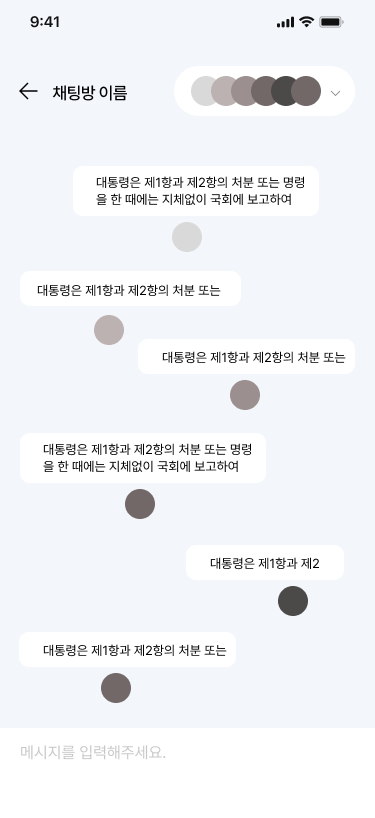 9:41
채팅방 이름
대통령은 제1항과 제2항의 처분 또는 명령
을 한 때에는 지체없이 국회에 보고하여
대통령은 제1항과 제2항의 처분 또는
대통령은 제1항과 제2항의 처분 또는
대통령은 제1항과 제2항의 처분 또는 명령
을 한 때에는 지체없이 국회에 보고하여
대통령은 제1항과 제2
대통령은 제1항과 제2항의 처분 또는
메시지를 입력해주세요.